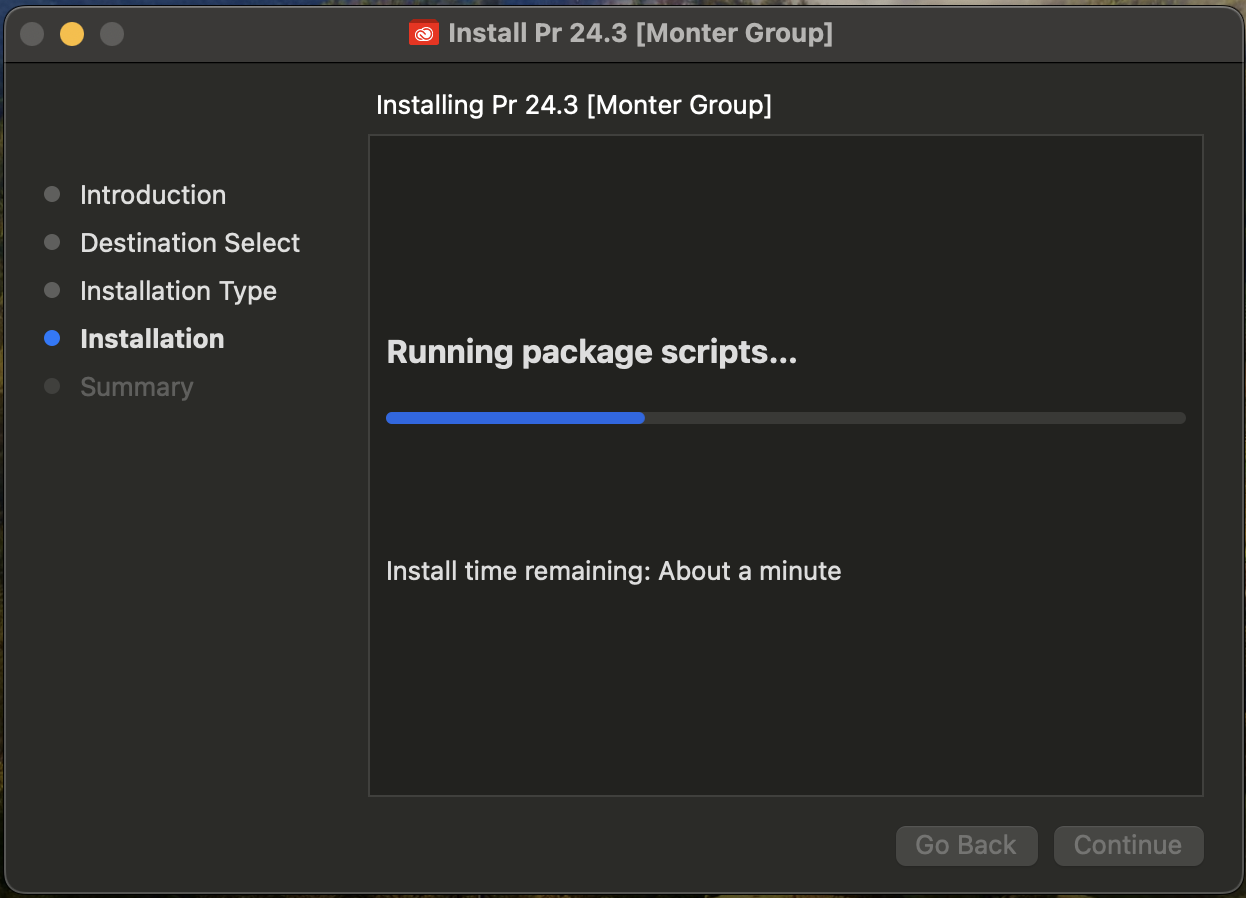 Install Pr 24.3 [Monter Group]
Installing Pr 24.3 [Monter Group]
Introduction
Destination Select
Installation Type
Installation
Summary
Running package scripts...
Install time remaining: About a minute
Go Back
Continue